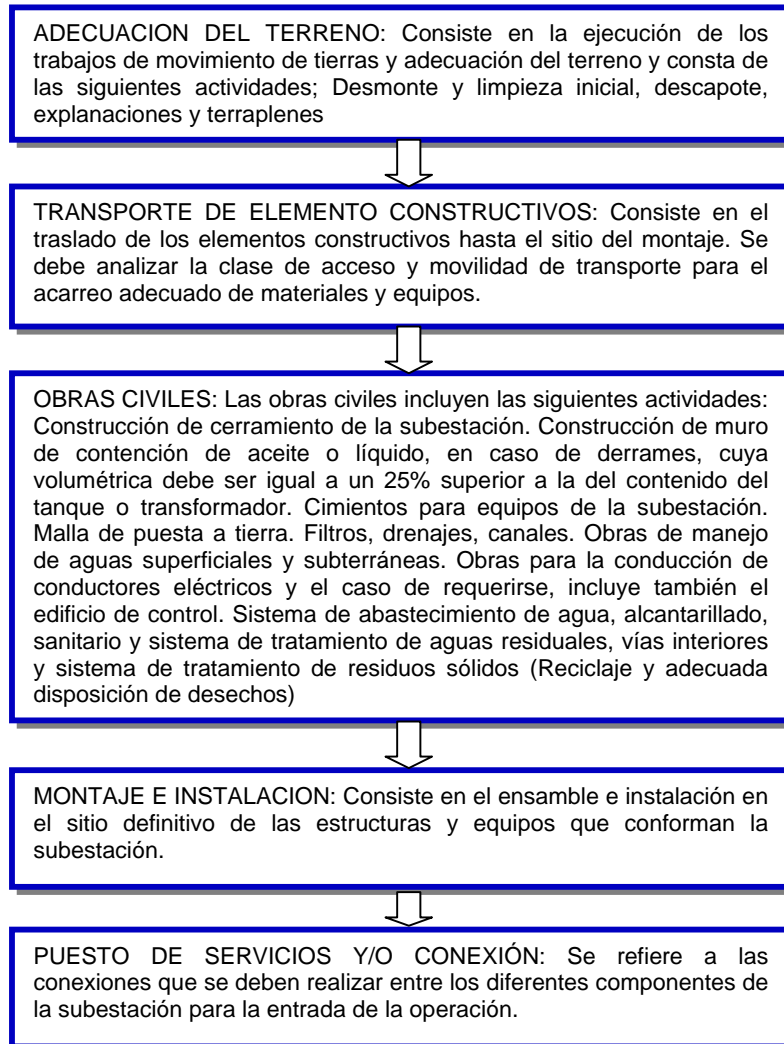 ADECUACION DEL TERRENO: Consiste en la ejecución de los
trabajos de movimiento de tierras y adecuación del terreno y consta de
las siguientes actividades; Desmonte y limpieza inicial, descapote,
explanaciones y terraplenes
TRANSPORTE DE ELEMENTO CONSTRUCTIVOS: Consiste en el
traslado de los elementos constructivos hasta el sitio del montaje. Se
debe analizar la clase de acceso y movilidad de transporte para el
acarreo adecuado de materiales y equipos.
OBRAS CIVILES: Las obras civiles incluyen las siguientes actividades:
Construcción de cerramiento de la subestación. Construcción de muro
de contención de aceite o líquido, en caso de derrames, cuya
volumétrica debe ser igual a un 25% superior a la del contenido del
tanque o transformador. Cimientos para equipos de la subestación.
Malla de puesta a tierra. Filtros, drenajes, canales. Obras de manejo
de aguas superficiales y subterráneas. Obras para la conducción de
conductores eléctricos y el caso de requerirse, incluye también el
edificio de control. Sistema de abastecimiento de agua, alcantarillado,
sanitario y sistema de tratamiento de aguas residuales, vías interiores
y sistema de tratamiento de residuos sólidos (Reciclaje y adecuada
disposición de desechos)
MONTAJE E INSTALACION: Consiste en el ensamble e instalación en
el sitio definitivo de las estructuras y equipos que conforman la
subestación.
PUESTO DE SERVICIOS Y/O CONEXIÓN: Se refiere a las
conexiones que se deben realizar entre los diferentes componentes de
la subestación para la entrada de la operación.